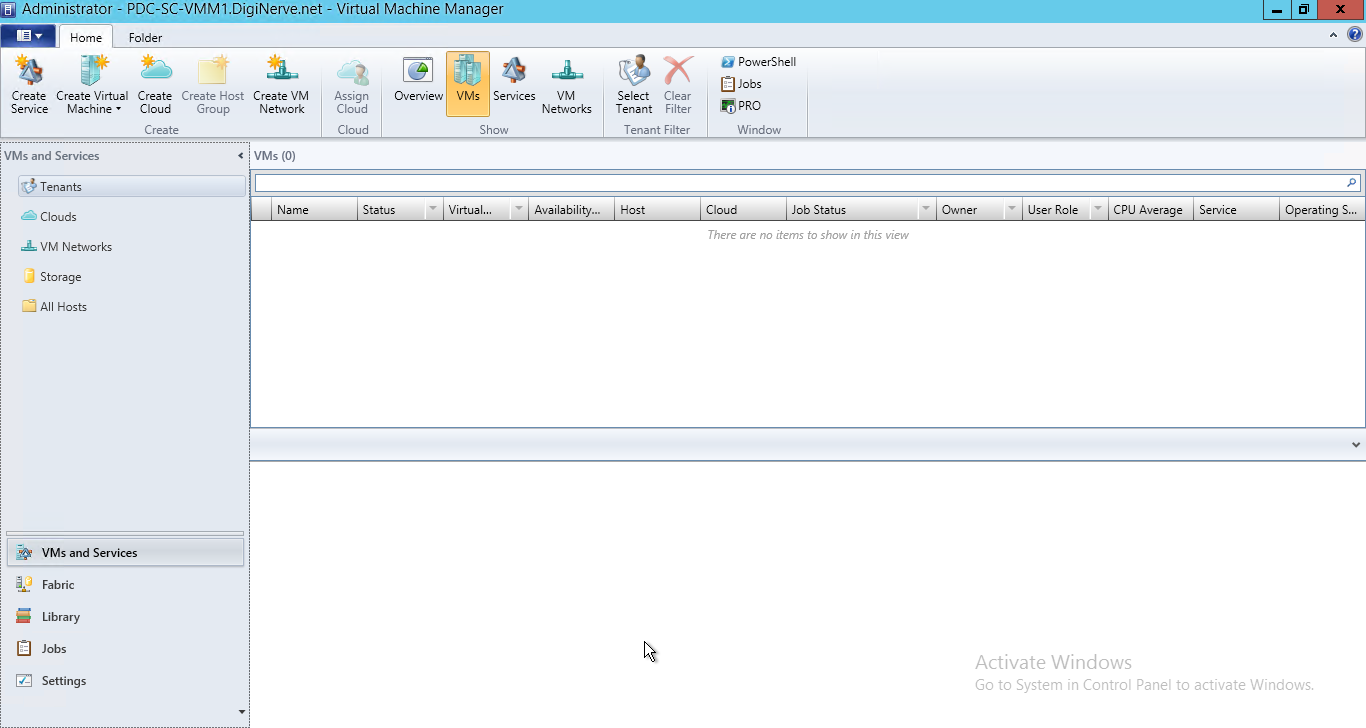 Administrator - PDC-SC-VMM1.DigiNerve.net - Virtual Machine Manager
Home Folder
Create Service
Create Virtual Machine
Create Cloud
Create Host Group
Create VM Network
Assign Cloud
Overview
VMs
Services
VM Networks
Select Tenant
Clear Filter
PowerShell
Jobs
PRO
Create Cloud Show Tenant Filter Window
VMs and Services
VMs (0)
Tenants
Clouds
VM Networks
Storage
All Hosts
Name Status Virtual... Availability... Host Cloud Job Status Owner User Role CPU Average Service Operating S...
There are no items to show in this view
VMs and Services
Fabric
Library
Jobs
Settings
Activate Windows
Go to System in Control Panel to activate Windows.